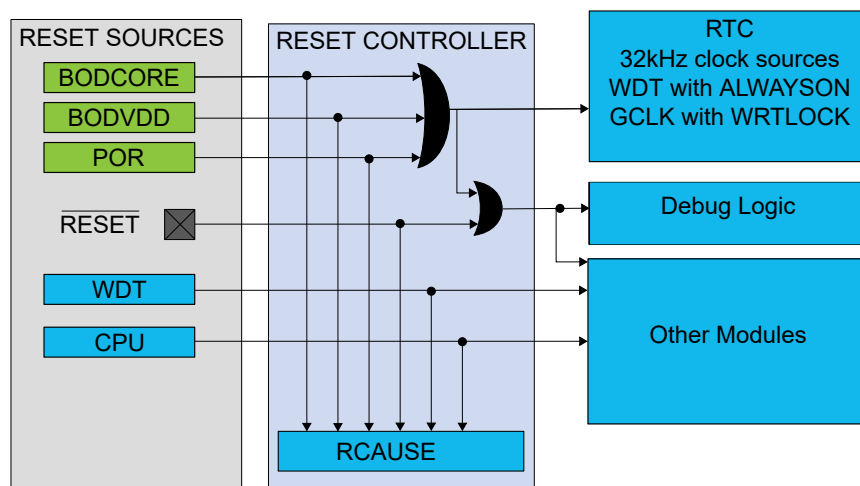 RESET SOURCES
BODCORE
BODVDD
POR
RESET
WDT
CPU
RESET CONTROLLER
RCAUSE
RTC
32kHz clock sources
WDT with ALWAYSON
GCLK with WRTLOCK
Debug Logic
Other Modules